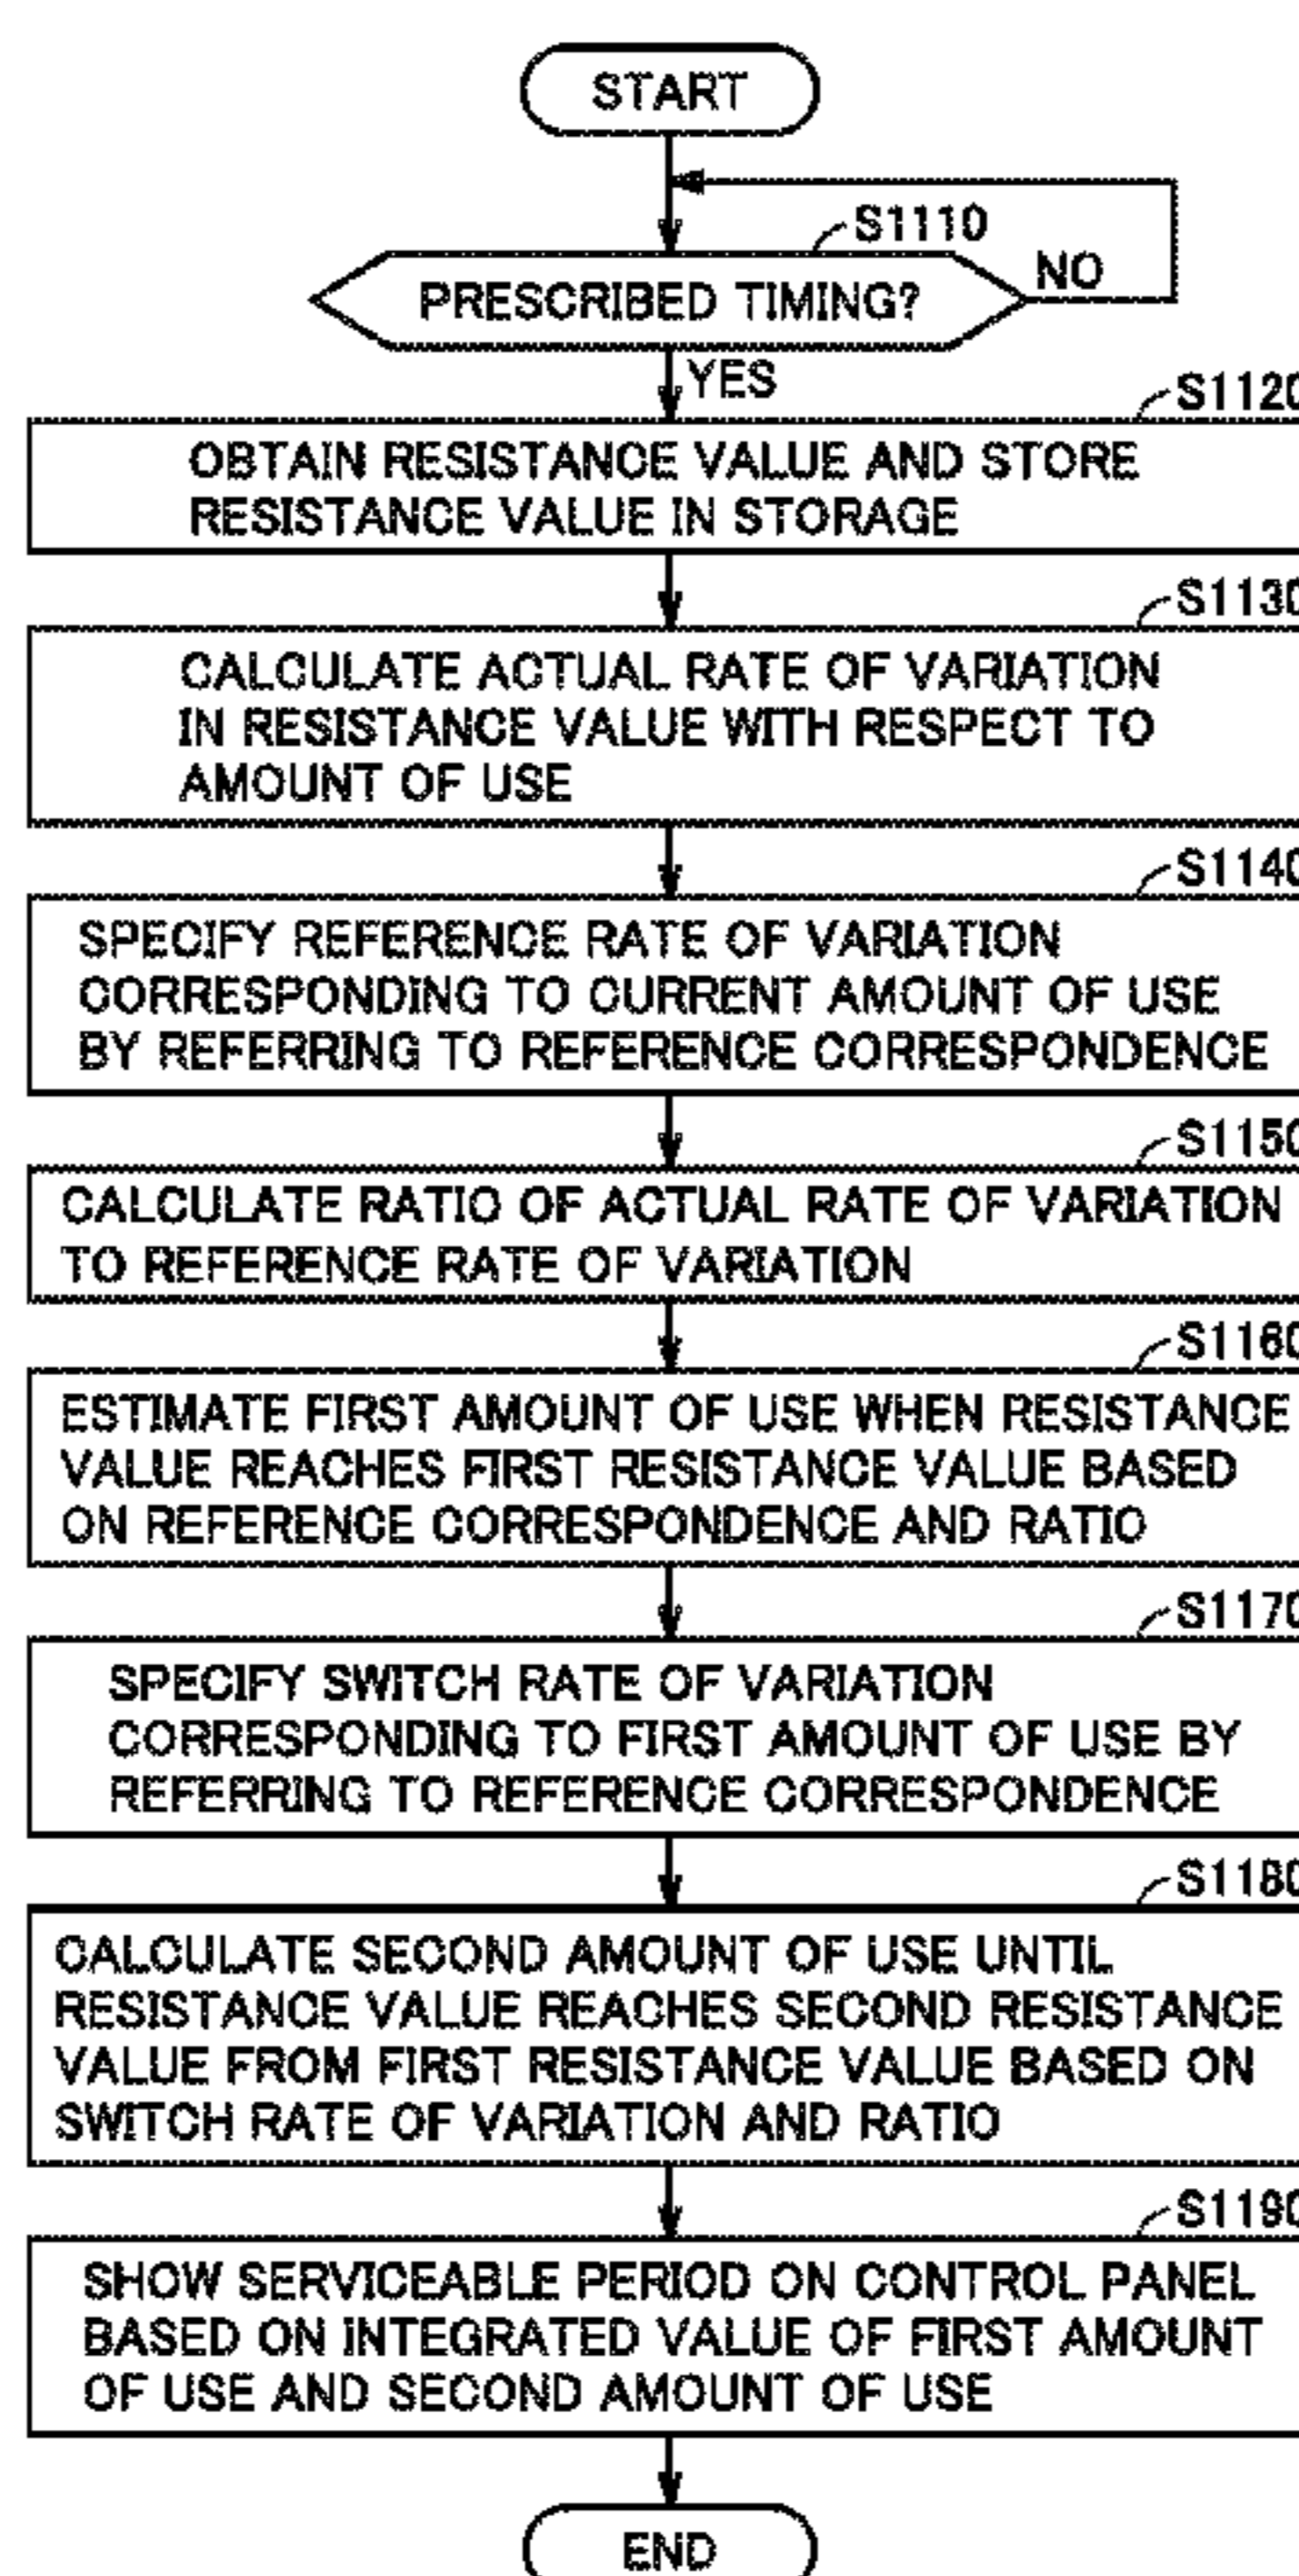 START
S1110
PRESCRIBED TIMING?
NO
YES
S1120
OBTAIN RESISTANCE VALUE AND STORE
RESISTANCE VALUE IN STORAGE
S1130
CALCULATE ACTUAL RATE OF VARIATION
IN RESISTANCE VALUE WITH RESPECT TO
AMOUNT OF USE
S1140
SPECIFY REFERENCE RATE OF VARIATION
CORRESPONDING TO CURRENT AMOUNT OF USE
BY REFERRING TO REFERENCE CORRESPONDENCE
S1150
CALCULATE RATIO OF ACTUAL RATE OF VARIATION
TO REFERENCE RATE OF VARIATION
S1160
ESTIMATE FIRST AMOUNT OF USE WHEN RESISTANCE
VALUE REACHES FIRST RESISTANCE VALUE BASED
ON REFERENCE CORRESPONDENCE AND RATIO
S1170
SPECIFY SWITCH RATE OF VARIATION
CORRESPONDING TO FIRST AMOUNT OF USE BY
REFERRING TO REFERENCE CORRESPONDENCE
S1180
CALCULATE SECOND AMOUNT OF USE UNTIL
RESISTANCE VALUE REACHES SECOND RESISTANCE
VALUE FROM FIRST RESISTANCE VALUE BASED ON
SWITCH RATE OF VARIATION AND RATIO
S1190
SHOW SERVICEABLE PERIOD ON CONTROL PANEL
BASED ON INTEGRATED VALUE OF FIRST AMOUNT
OF USE AND SECOND AMOUNT OF USE
END